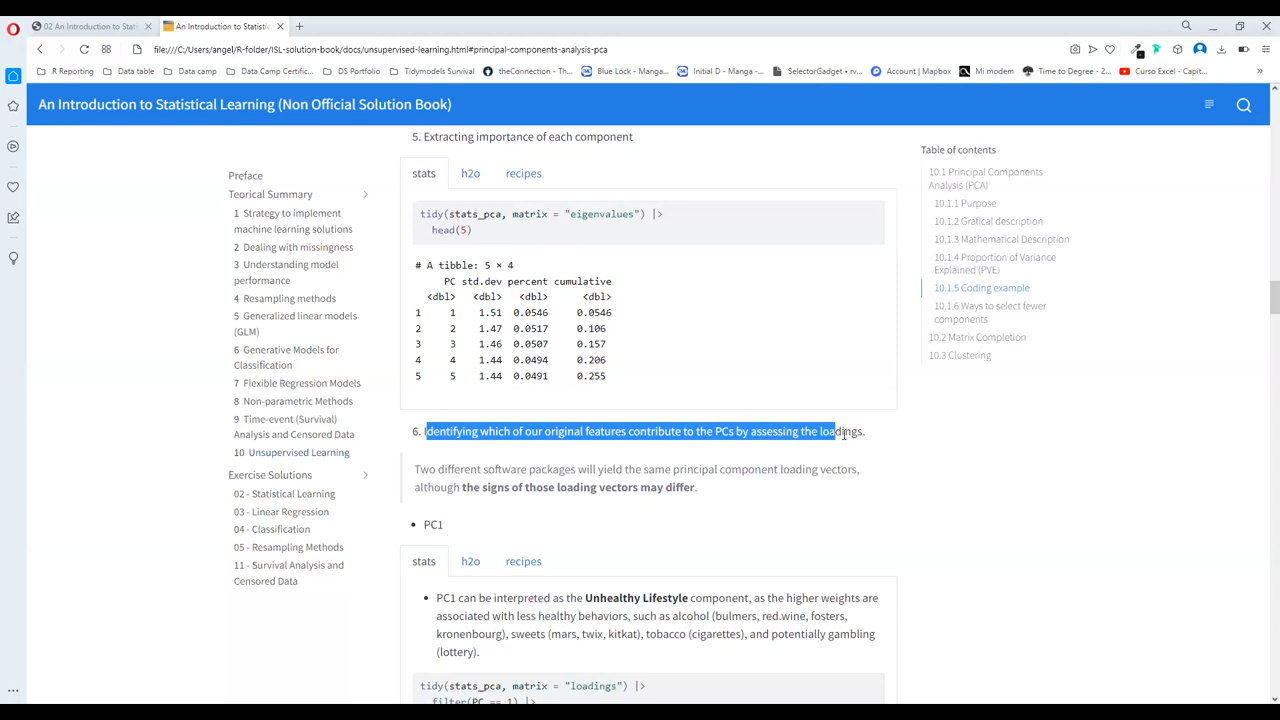 02 An Introduction to Stati
An Introduction to Statistic
file:///C:/Users/angel/R-folder/ISL-solution-book/docs/unsupervised-learning.html#principal-components-analysis-pca
R Reporting
Data table
Data camp
Data Camp Certific...
DS Portfolio
Tidymodels Survival
theConnection - Th...
Blue Lock - Manga...
Initial D - Manga -...
SelectorGadget • rv...
Account | Mapbox
Mi modem
Time to Degree - 2...
Curso Excel - Capit...
An Introduction to Statistical Learning (Non Official Solution Book)
Preface
Teorical Summary
1 Strategy to implement
machine learning solutions
2 Dealing with missingness
3 Understanding model
performance
4 Resampling methods
5 Generalized linear models
(GLM)
6 Generative Models for
Classification
7 Flexible Regression Models
8 Non-parametric Methods
9 Time-event (Survival)
Analysis and Censored Data
10 Unsupervised Learning
Exercise Solutions
02 - Statistical Learning
03 - Linear Regression
04 - Classification
05 - Resampling Methods
11 - Survival Analysis and
Censored Data
5. Extracting importance of each component
stats h2o recipes
tidy(stats_pca, matrix = "eigenvalues") |>
head(5)
# A tibble: 5 × 4
PC std.dev percent cumulative
<dbl> <dbl> <dbl> <dbl>
1 1 1.51 0.0546 0.0546
2 2 1.47 0.0517 0.106
3 3 1.46 0.0507 0.157
4 4 1.44 0.0494 0.206
5 5 1.44 0.0491 0.255
6. Identifying which of our original features contribute to the PCs by assessing the loadings.
Two different software packages will yield the same principal component loading vectors,
although the signs of those loading vectors may differ.
• PC1
stats h2o recipes
• PC1 can be interpreted as the Unhealthy Lifestyle component, as the higher weights are
associated with less healthy behaviors, such as alcohol (bulmers, red.wine, fosters,
kronenbourg), sweets (mars, twix, kitkat), tobacco (cigarettes), and potentially gambling
(lottery).
tidy(stats_pca, matrix = "loadings") |>
filter(PC == 1) |>
Table of contents
10.1 Principal Components
Analysis (PCA)
10.1.1 Purpose
10.1.2 Grafical description
10.1.3 Mathematical Description
10.1.4 Proportion of Variance
Explained (PVE)
10.1.5 Coding example
10.1.6 Ways to select fewer
components
10.2 Matrix Completion
10.3 Clustering